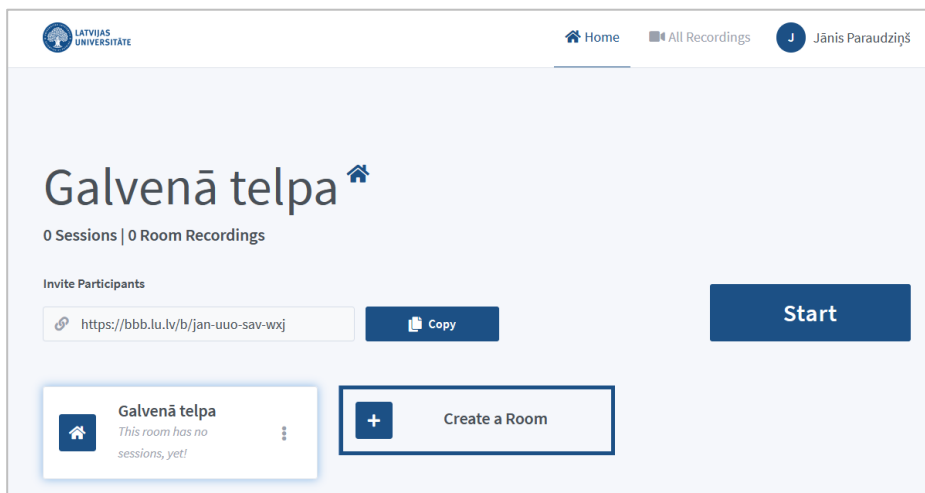 LATVIJAS
UNIVERSITĀTE
Home
All Recordings
J
Jānis Paraudziņš
Galvenā telpa
0 Sessions | 0 Room Recordings
Invite Participants
https://bbb.lu.lv/b/jan-uuo-sav-wxj
Copy
Start
Galvenā telpa
This room has no
sessions, yet!
Create a Room